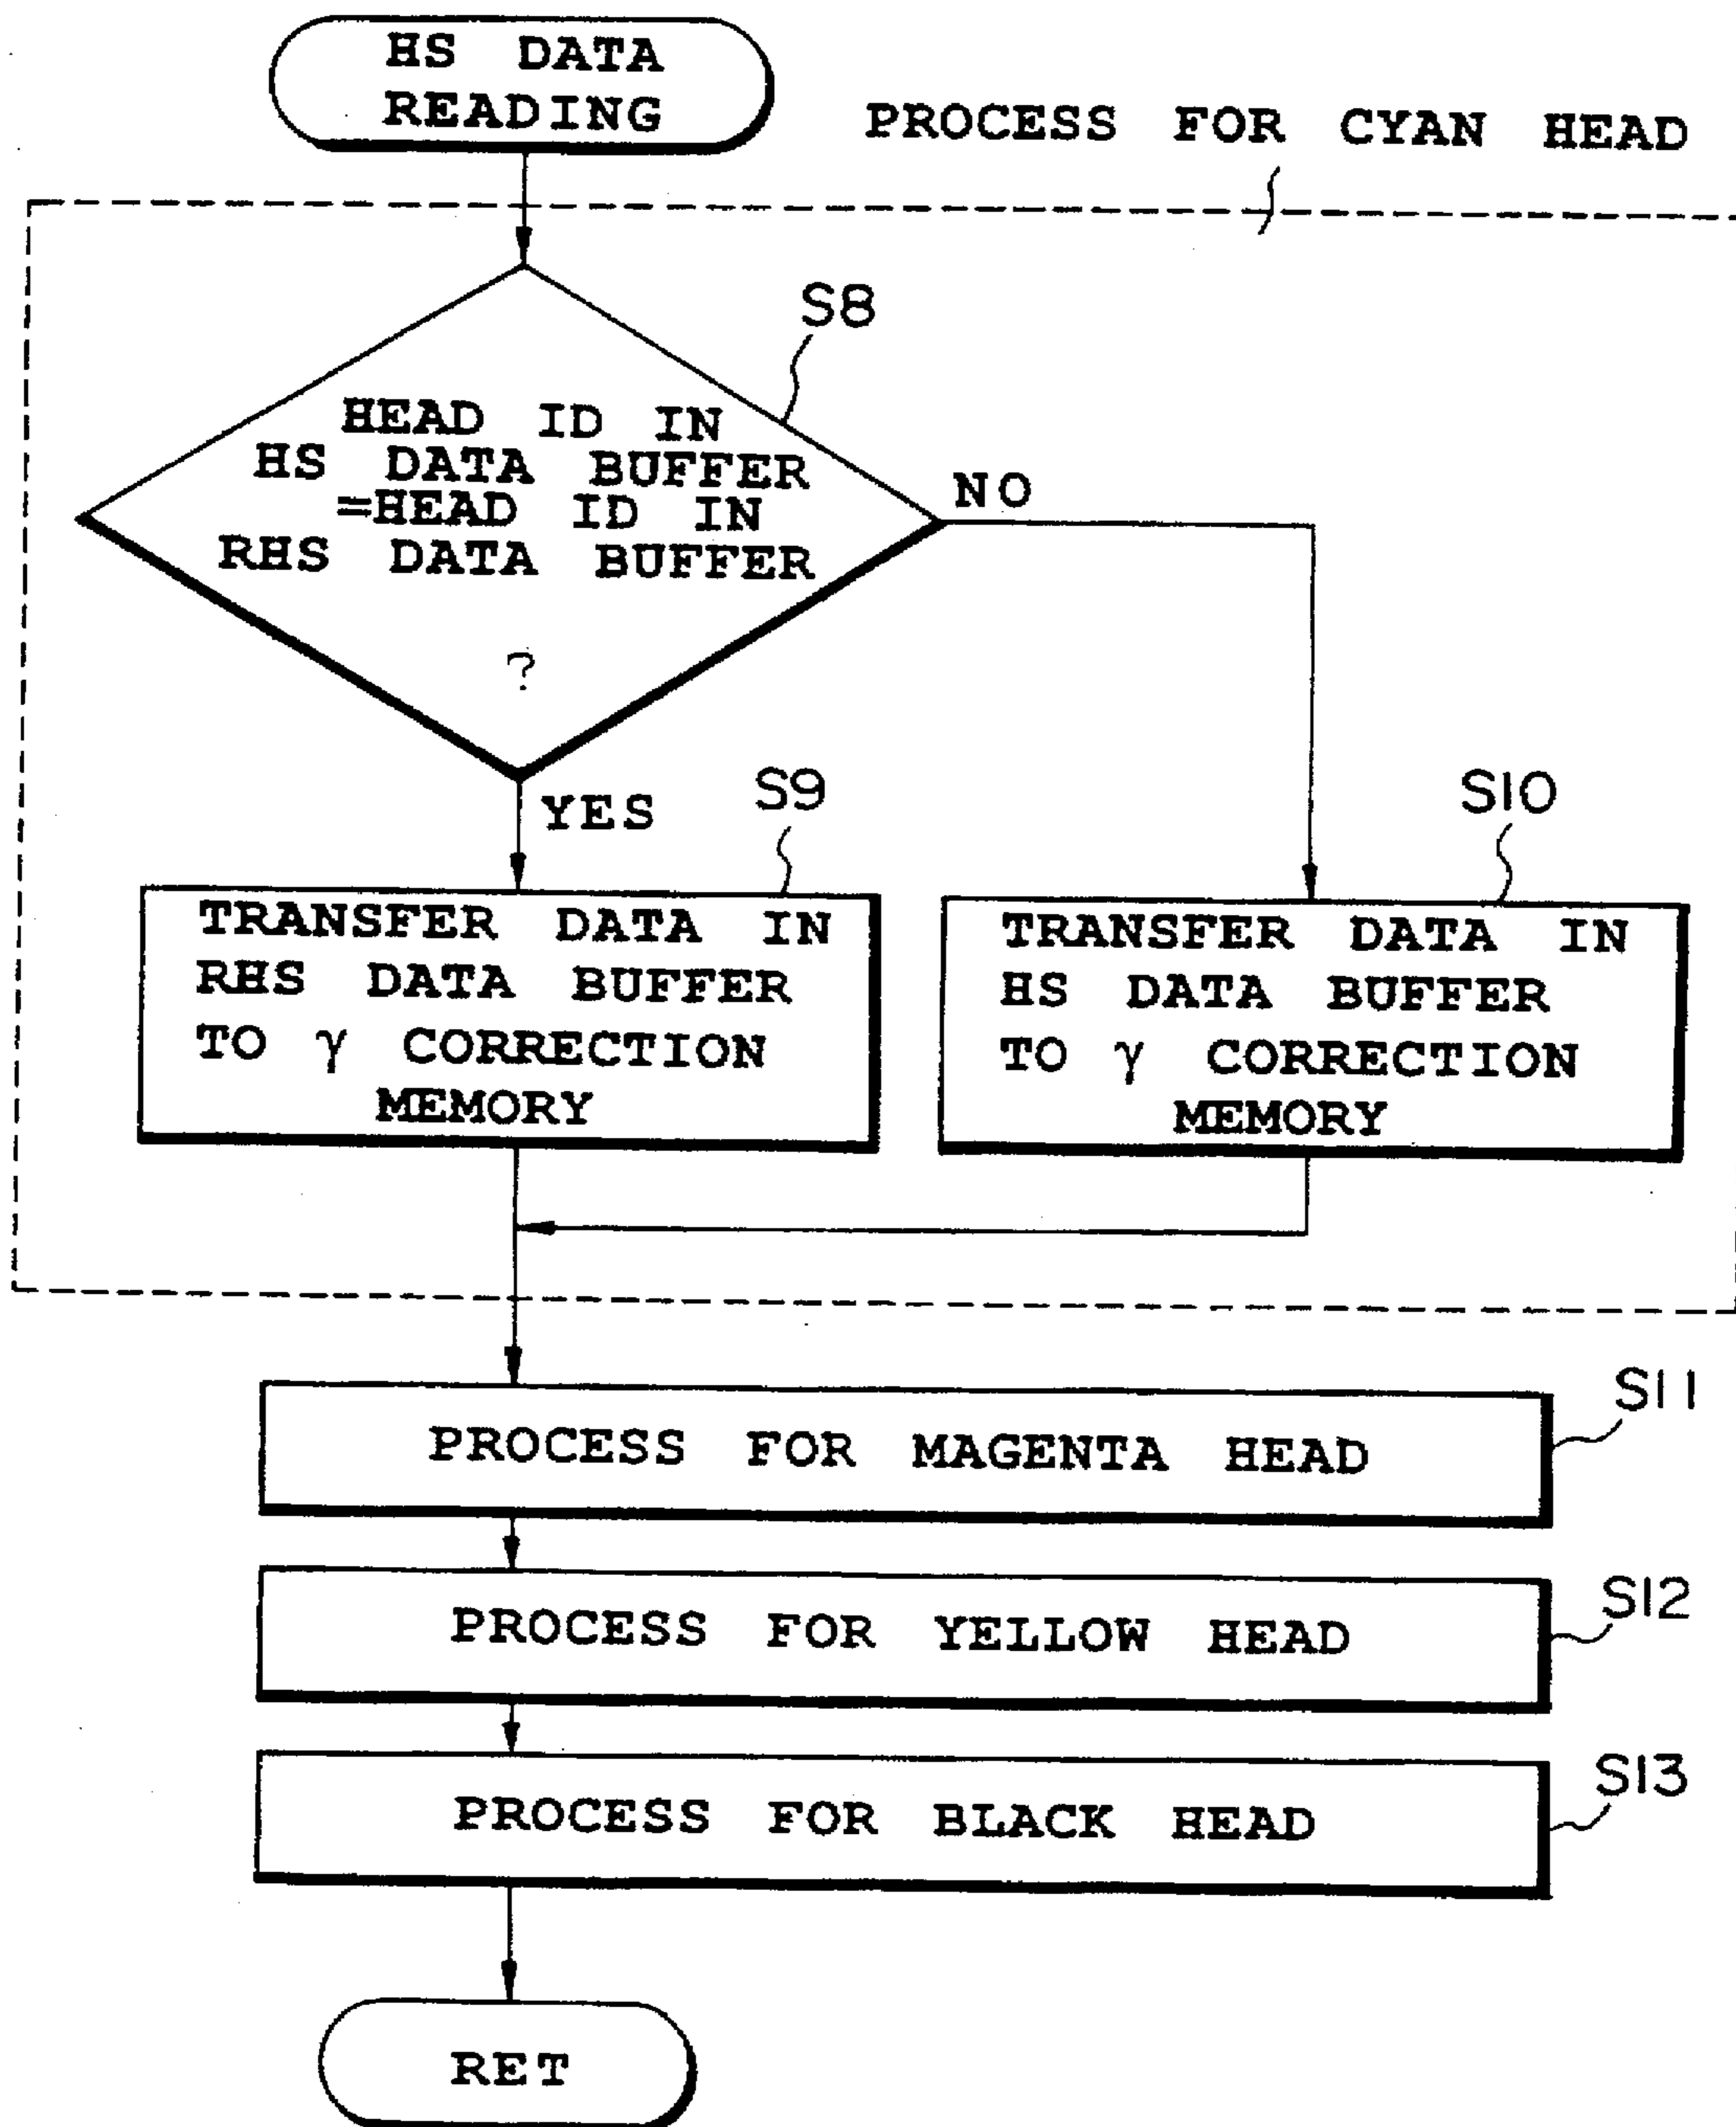 HS DATA
READING
PROCESS FOR CYAN HEAD
S8
HEAD ID IN
HS DATA BUFFER
=HEAD ID IN
RHS DATA BUFFER
?
NO
YES
S9
S10
TRANSFER DATA IN
RHS DATA BUFFER
TO γ CORRECTION
MEMORY
TRANSFER DATA IN
HS DATA BUFFER
TO γ CORRECTION
MEMORY
S11
PROCESS FOR MAGENTA HEAD
S12
PROCESS FOR YELLOW HEAD
S13
PROCESS FOR BLACK HEAD
RET